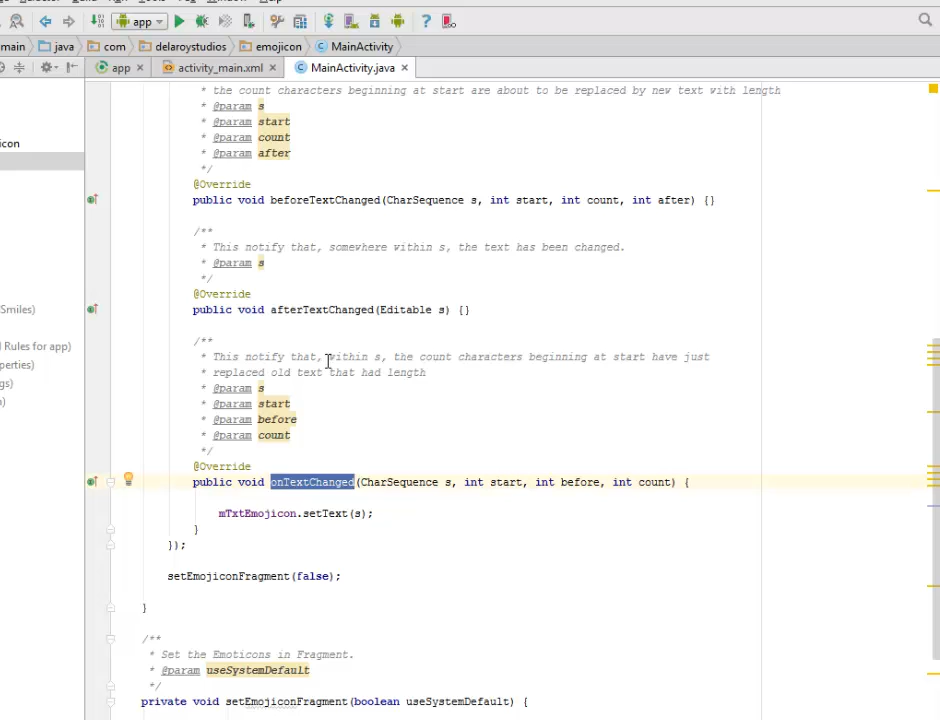 app
main java com delaroystudios emojicon MainActivity
app activity_main.xml MainActivity.java
* the count characters beginning at start are about to be replaced by new text with length
* @param s
* @param start
* @param count
* @param after
*/
@Override
public void beforeTextChanged(CharSequence s, int start, int count, int after) {}
/**
* This notify that, somewhere within s, the text has been changed.
* @param s
*/
@Override
public void afterTextChanged(Editable s) {}
/**
* This notify that, within s, the count characters beginning at start have just
* replaced old text that had length
* @param s
* @param start
* @param before
* @param count
*/
@Override
public void onTextChanged(CharSequence s, int start, int before, int count) {
mTxtEmojicon.setText(s);
}
});
setEmojiconFragment(false);
}
/**
* Set the Emoticons in Fragment.
* @param useSystemDefault
*/
private void setEmojiconFragment(boolean useSystemDefault) {
icon
Smiles)
l Rules for app)
perties)
gs)
)